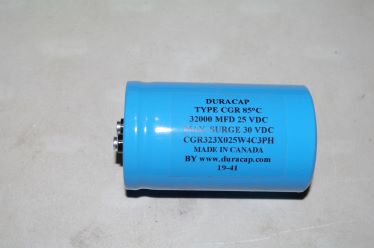 DURACAP
TYPE CGR 85°C
32000 MFD 25 VDC
MAX. SURGE 30 VDC
CGR323X025W4C3PH
MADE IN CANADA
BY www.duracap.com
19-41